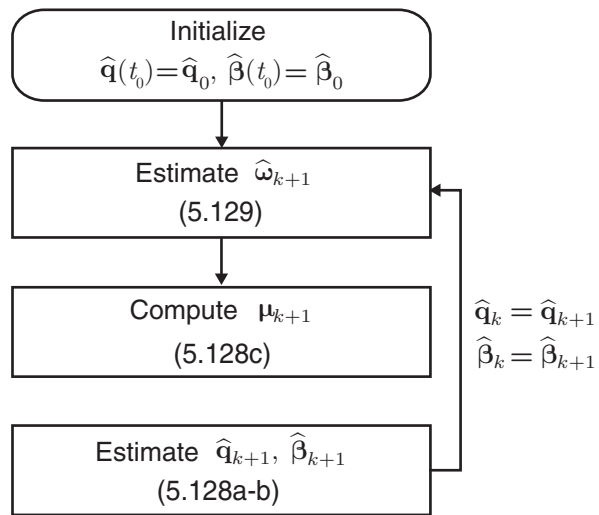 Initialize
q̂(t₀)=q̂₀, β̂(t₀)=β̂₀
Estimate ω̂ₖ₊₁
(5.129)
Compute μₖ₊₁
(5.128c)
q̂ₖ = q̂ₖ₊₁
β̂ₖ = β̂ₖ₊₁
Estimate q̂ₖ₊₁, β̂ₖ₊₁
(5.128a-b)